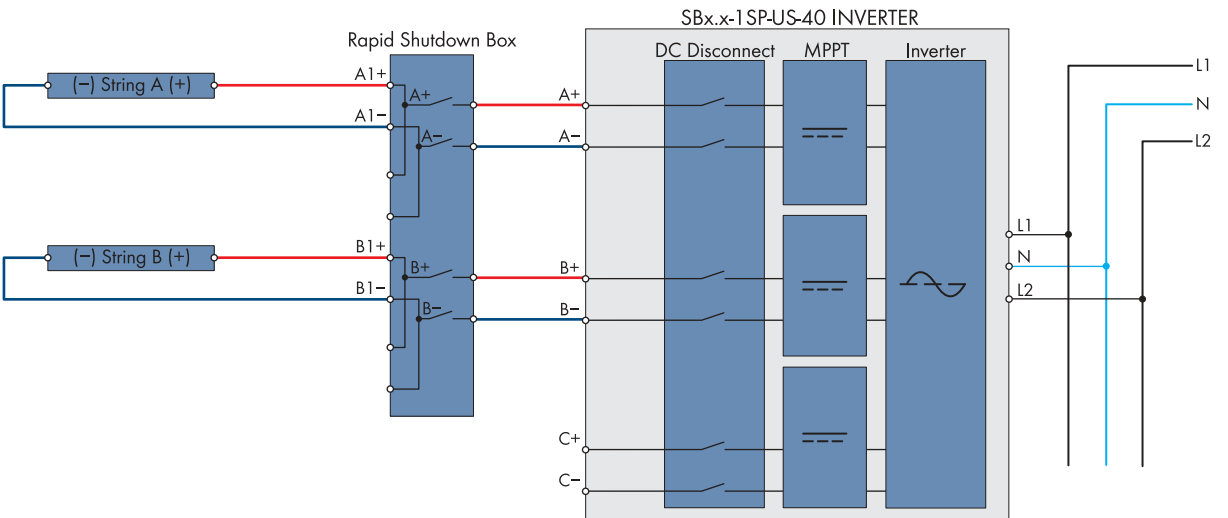 SBx.x-1SP-US-40 INVERTER
Rapid Shutdown Box
DC Disconnect
MPPT
Inverter
(−) String A (+)
A1+
A1−
A+
A−
A+
A−
(−) String B (+)
B1+
B1−
B+
B−
B+
B−
C+
C−
L1
N
L2
L1
N
L2